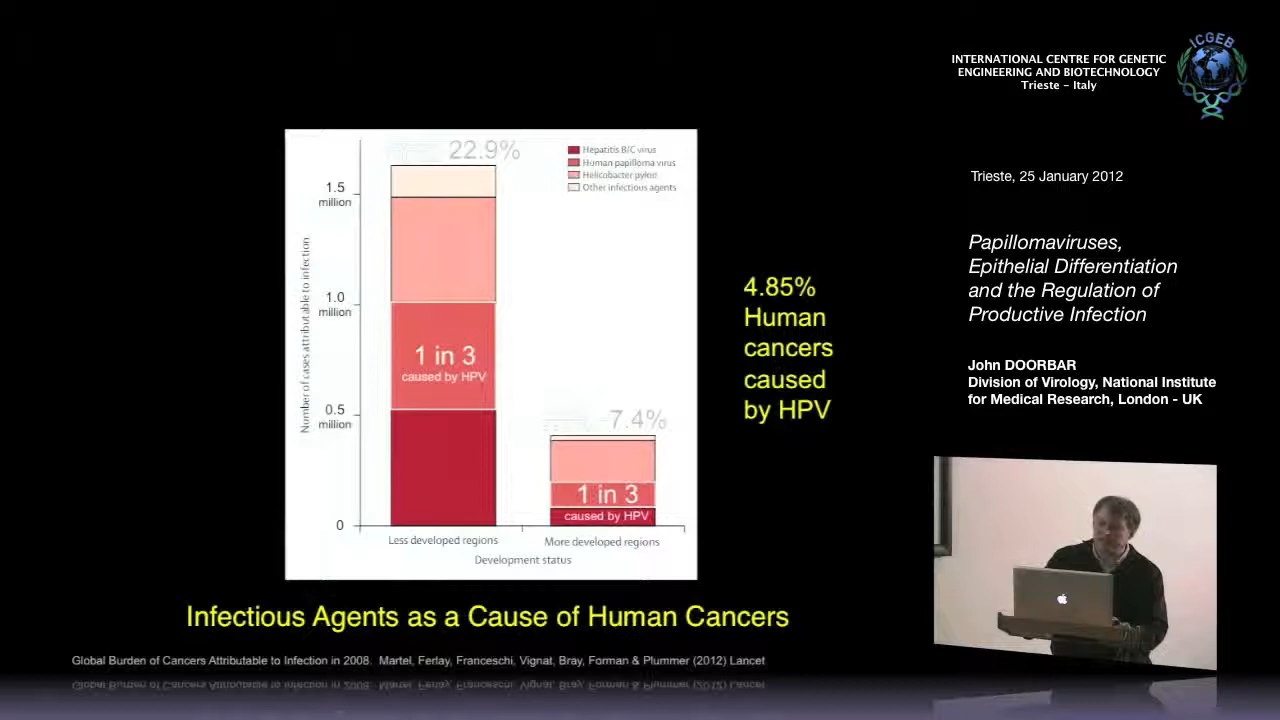 ICGEB
INTERNATIONAL CENTRE FOR GENETIC
ENGINEERING AND BIOTECHNOLOGY
Trieste - Italy
Trieste, 25 January 2012
Papillomaviruses,
Epithelial Differentiation
and the Regulation of
Productive Infection
John DOORBAR
Division of Virology, National Institute
for Medical Research, London - UK
22.9%
Hepatitis B/C virus
Human papilloma virus
Helicobacter pylori
Other infectious agents
Number of cases attributable to infection
1.5
million
1.0
million
0.5
million
0
1 in 3
caused by HPV
7.4%
1 in 3
caused by HPV
Less developed regions
More developed regions
Development status
4.85%
Human
cancers
caused
by HPV
Infectious Agents as a Cause of Human Cancers
Global Burden of Cancers Attributable to Infection in 2008. Martel, Ferlay, Franceschi, Vignat, Bray, Forman & Plummer (2012) Lancet